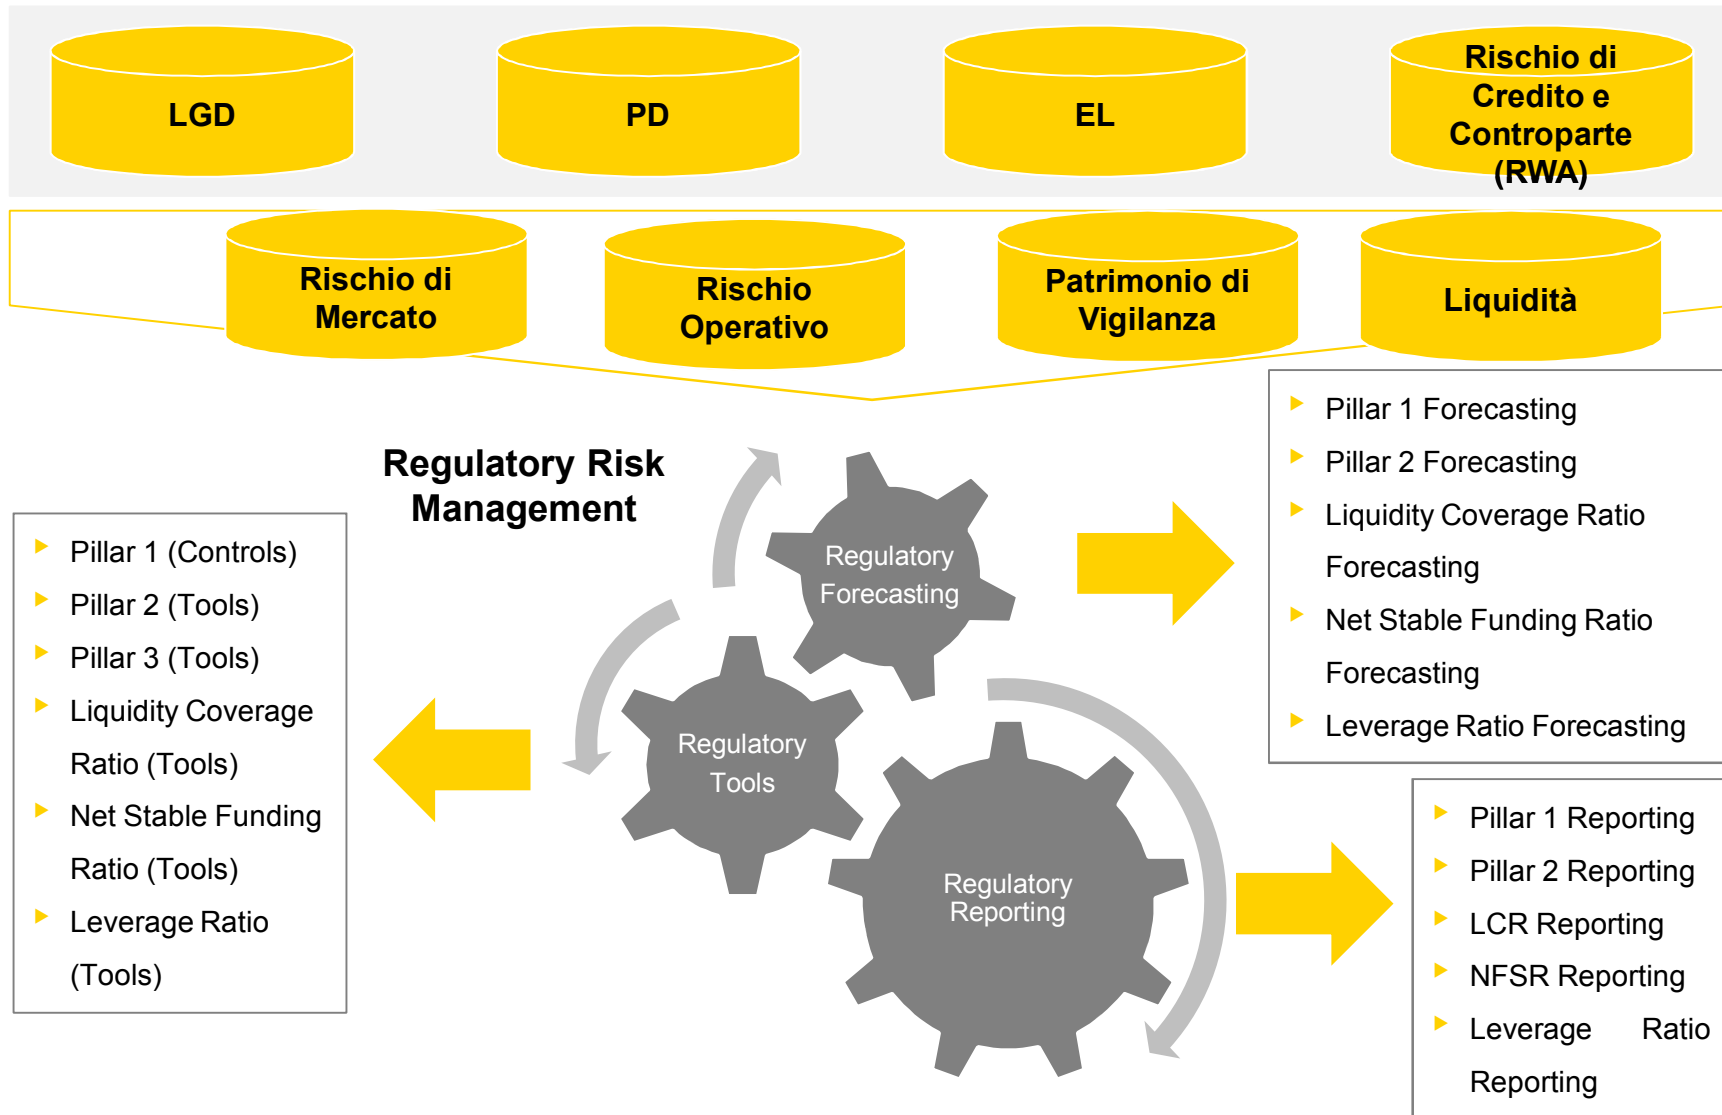 LGD
PD
EL
Rischio di
Credito e
Controparte
(RWA)
Rischio di
Mercato
Rischio
Operativo
Patrimonio di
Vigilanza
Liquidità
Regulatory Risk
Management
Pillar 1 (Controls)
Pillar 2 (Tools)
Pillar 3 (Tools)
Liquidity Coverage
Ratio (Tools)
Net Stable Funding
Ratio (Tools)
Leverage Ratio
(Tools)
Regulatory
Forecasting
Regulatory
Tools
Regulatory
Reporting
Pillar 1 Forecasting
Pillar 2 Forecasting
Liquidity Coverage Ratio
Forecasting
Net Stable Funding Ratio
Forecasting
Leverage Ratio Forecasting
Pillar 1 Reporting
Pillar 2 Reporting
LCR Reporting
NFSR Reporting
Leverage Ratio
Reporting